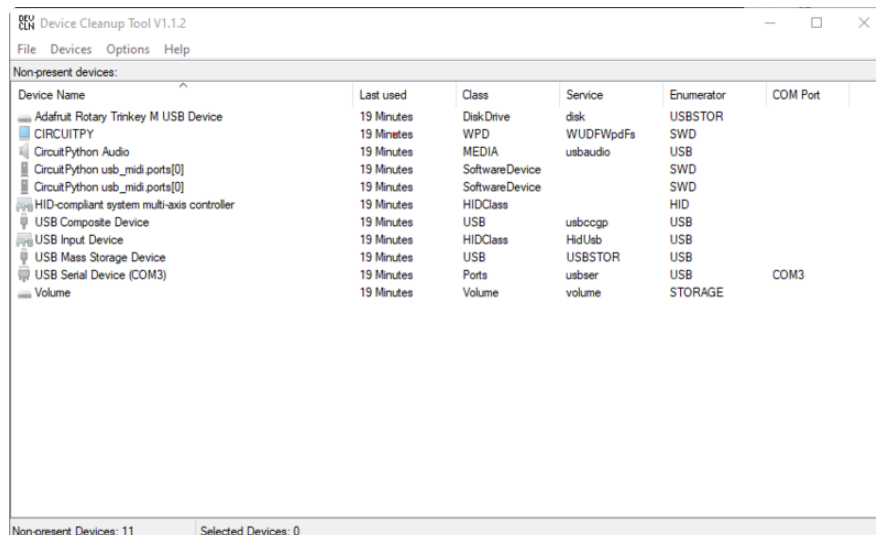 DEV CLN Device Cleanup Tool V1.1.2
File Devices Options Help
Non-present devices:
Device Name Last used Class Service Enumerator COM Port
Adafruit Rotary Trinkey M USB Device 19 Minutes DiskDrive disk USBSTOR
CIRCUITPY 19 Minutes WPD WUDFWpdFs SWD
CircuitPython Audio 19 Minutes MEDIA usbaudio USB
CircuitPython usb_midi.ports[0] 19 Minutes SoftwareDevice SWD
CircuitPython usb_midi.ports[0] 19 Minutes SoftwareDevice SWD
HID-compliant system multi-axis controller 19 Minutes HIDClass HID
USB Composite Device 19 Minutes USB usbccgp USB
USB Input Device 19 Minutes HIDClass HidUsb USB
USB Mass Storage Device 19 Minutes USB USBSTOR USB
USB Serial Device (COM3) 19 Minutes Ports usbser USB COM3
Volume 19 Minutes Volume volume STORAGE
Non-present Devices: 11 Selected Devices: 0